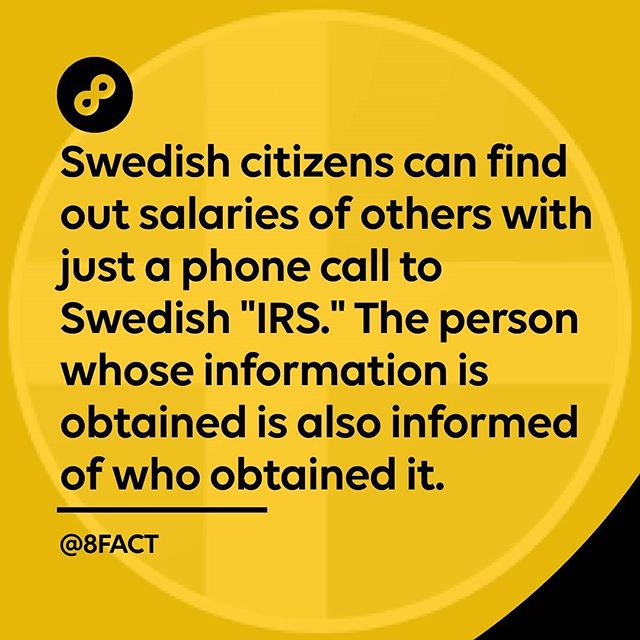 Swedish citizens can find
out salaries of others with
just a phone call to
Swedish "IRS." The person
whose information is
obtained is also informed
of who obtained it.
@8FACT